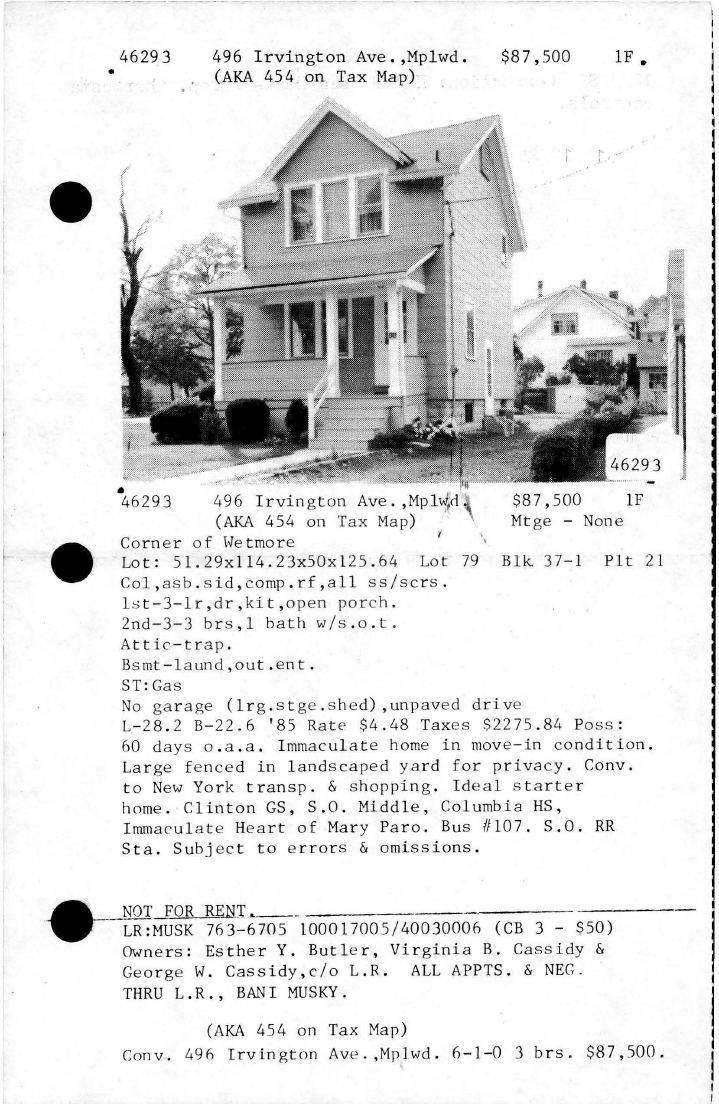 46293 496 Irvington Ave.,Mplwd. $87,500 1F.
(AKA 454 on Tax Map)
46293
46293 496 Irvington Ave.,Mplwd. $87,500 1F
(AKA 454 on Tax Map) Mtge - None
Corner of Wetmore
Lot: 51.29x114.23x50x125.64 Lot 79 Blk 37-1 Plt 21
Col,asb.sid,comp.rf,all ss/scrs.
1st-3-lr,dr,kit,open porch.
2nd-3-3 brs,1 bath w/s.o.t.
Attic-trap.
Bsmt-laund,out.ent.
ST:Gas
No garage (lrg.stge.shed),unpaved drive
L-28.2 B-22.6 '85 Rate $4.48 Taxes $2275.84 Poss:
60 days o.a.a. Immaculate home in move-in condition.
Large fenced in landscaped yard for privacy. Conv.
to New York transp. & shopping. Ideal starter
home. Clinton GS, S.O. Middle, Columbia HS,
Immaculate Heart of Mary Paro. Bus #107. S.O. RR
Sta. Subject to errors & omissions.
NOT FOR RENT.
LR:MUSK 763-6705 100017005/40030006 (CB 3 - $50)
Owners: Esther Y. Butler, Virginia B. Cassidy &
George W. Cassidy,c/o L.R. ALL APPTS. & NEG.
THRU L.R., BANI MUSKY.
(AKA 454 on Tax Map)
Conv. 496 Irvington Ave.,Mplwd. 6-1-0 3 brs. $87,500.